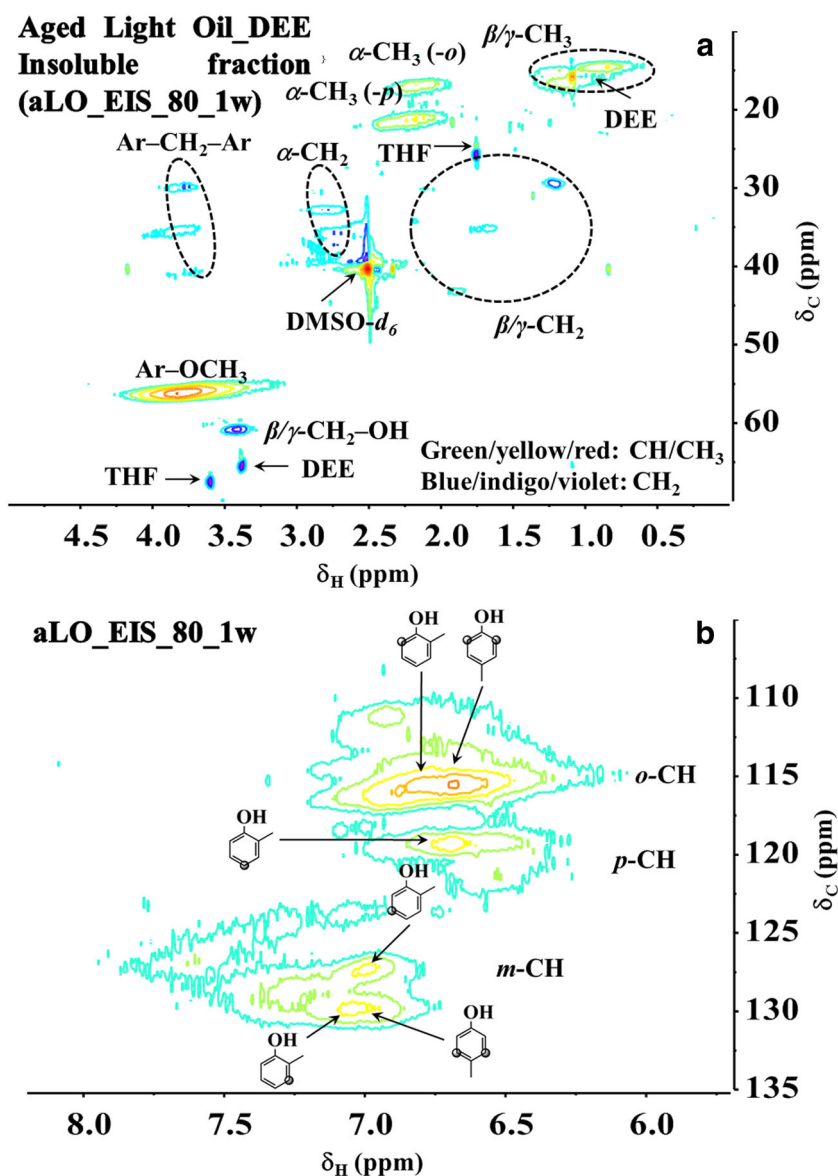 Aged Light Oil_DEE
Insoluble fraction
(aLO_EIS_80_1w)
a
α-CH₃ (-o)
β/γ-CH₃
α-CH₃ (-p)
DEE
Ar–CH₂–Ar
α-CH₂
THF
DMSO-d₆
β/γ-CH₂
Ar–OCH₃
β/γ-CH₂–OH
THF
DEE
Green/yellow/red: CH/CH₃
Blue/indigo/violet: CH₂
20
30
40
50
60
δC (ppm)
4.5 4.0 3.5 3.0 2.5 2.0 1.5 1.0 0.5
δH (ppm)
aLO_EIS_80_1w
b
OH
OH
o-CH
OH
p-CH
OH
m-CH
OH
OH
110
115
120
125
130
135
δC (ppm)
8.0 7.5 7.0 6.5 6.0
δH (ppm)